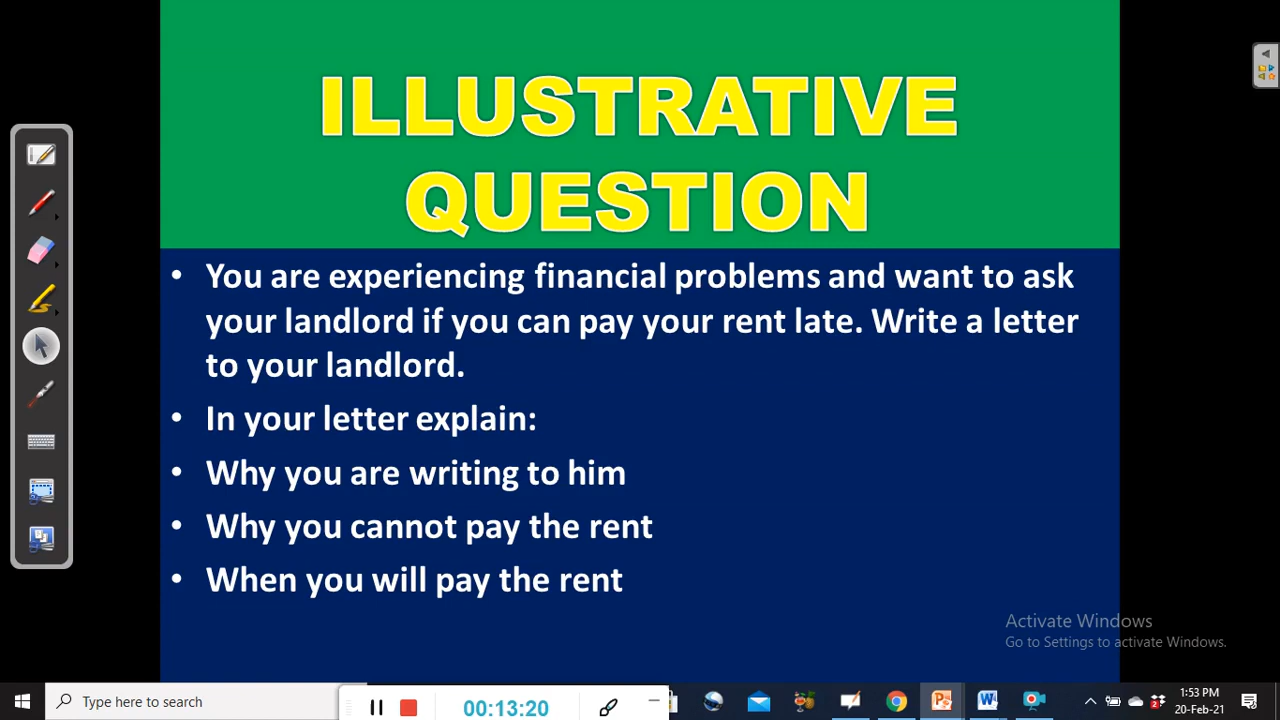 ILLUSTRATIVE
QUESTION
• You are experiencing financial problems and want to ask
your landlord if you can pay your rent late. Write a letter
to your landlord.
• In your letter explain:
• Why you are writing to him
• Why you cannot pay the rent
• When you will pay the rent
Activate Windows
Go to Settings to activate Windows.
Type here to search
00:13:20
2
1:53 PM
20-Feb-21